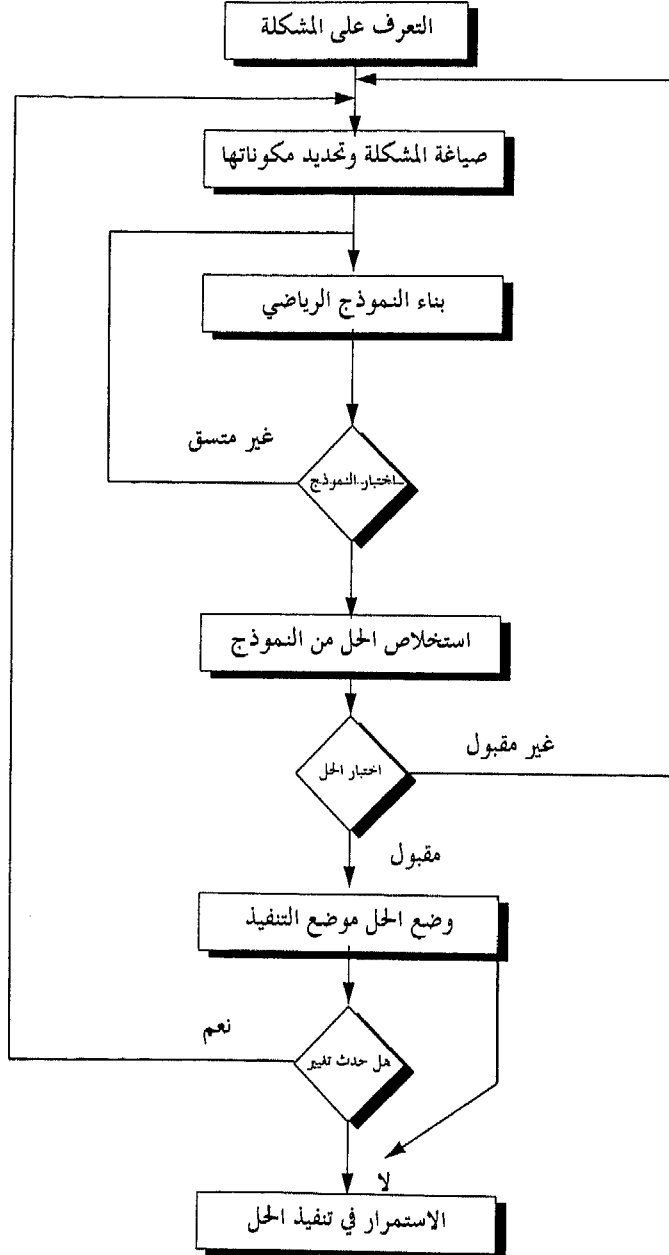 التعرف على المشكلة
صياغة المشكلة وتحديد مكوناتها
بناء النموذج الرياضي
غير متسق
اختبار النموذج
استخلاص الحل من النموذج
غير مقبول
اختبار الحل
مقبول
وضع الحل موضع التنفيذ
نعم
هل حدث تغيير
لا
الاستمرار في تنفيذ الحل